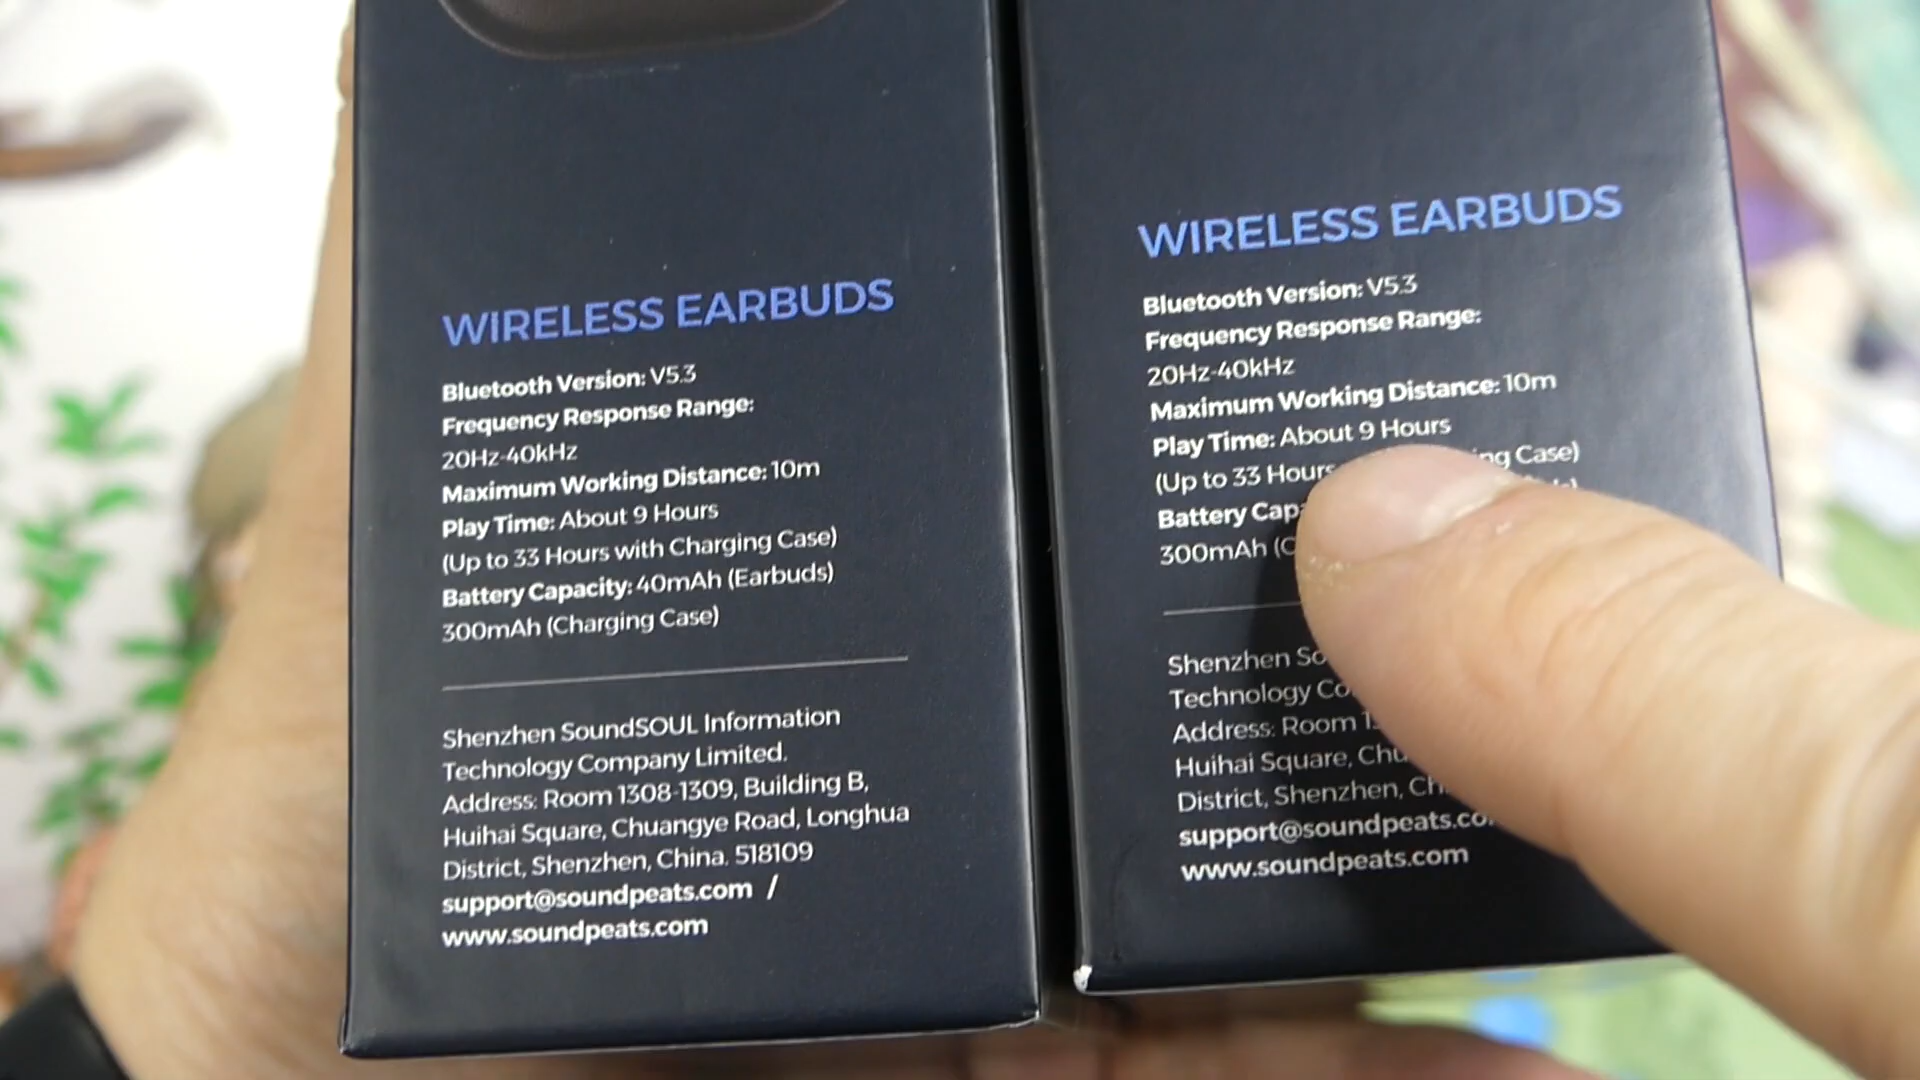 WIRELESS EARBUDS
Bluetooth Version: V5.3
Frequency Response Range:
20Hz-40kHz
Maximum Working Distance: 10m
Play Time: About 9 Hours
(Up to 33 Hours with Charging Case)
Battery Capacity: 40mAh (Earbuds)
300mAh (Charging Case)
Shenzhen SoundSOUL Information
Technology Company Limited.
Address: Room 1308-1309, Building B,
Huihai Square, Chuangye Road, Longhua
District, Shenzhen, China. 518109
support@soundpeats.com /
www.soundpeats.com
WIRELESS EARBUDS
Bluetooth Version: V5.3
Frequency Response Range:
20Hz-40kHz
Maximum Working Distance: 10m
Play Time: About 9 Hours
(Up to 33 Hours Case)
Battery
300mAh
Shenzhen
Technology
Address: Room
Huihai Square,
District, Shenzhen,
www.soundpeats.com